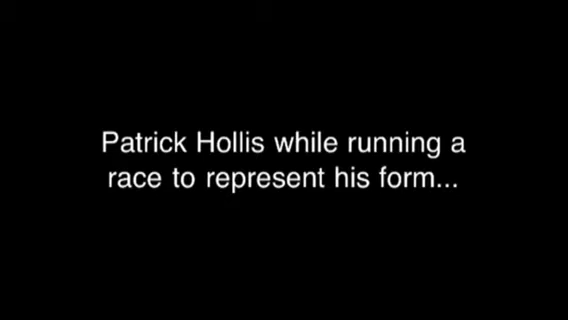 Patrick Hollis while running a
race to represent his form...